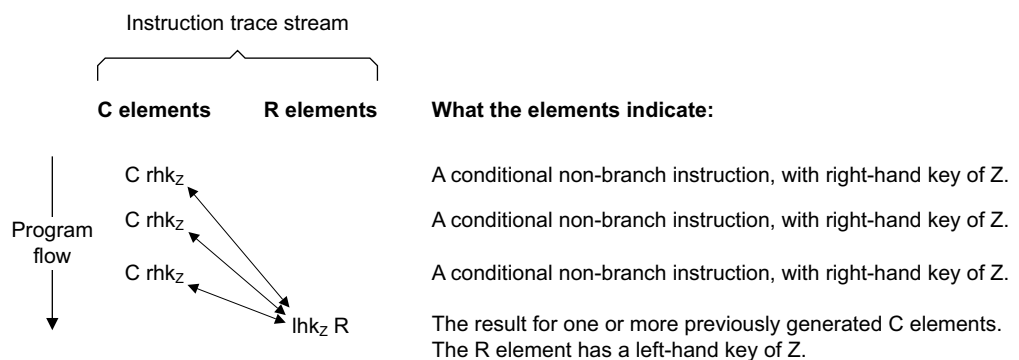 Instruction trace stream
C elements R elements What the elements indicate:
C rhkZ A conditional non-branch instruction, with right-hand key of Z.
Program flow
C rhkZ A conditional non-branch instruction, with right-hand key of Z.
C rhkZ A conditional non-branch instruction, with right-hand key of Z.
lhkZ R The result for one or more previously generated C elements.
The R element has a left-hand key of Z.